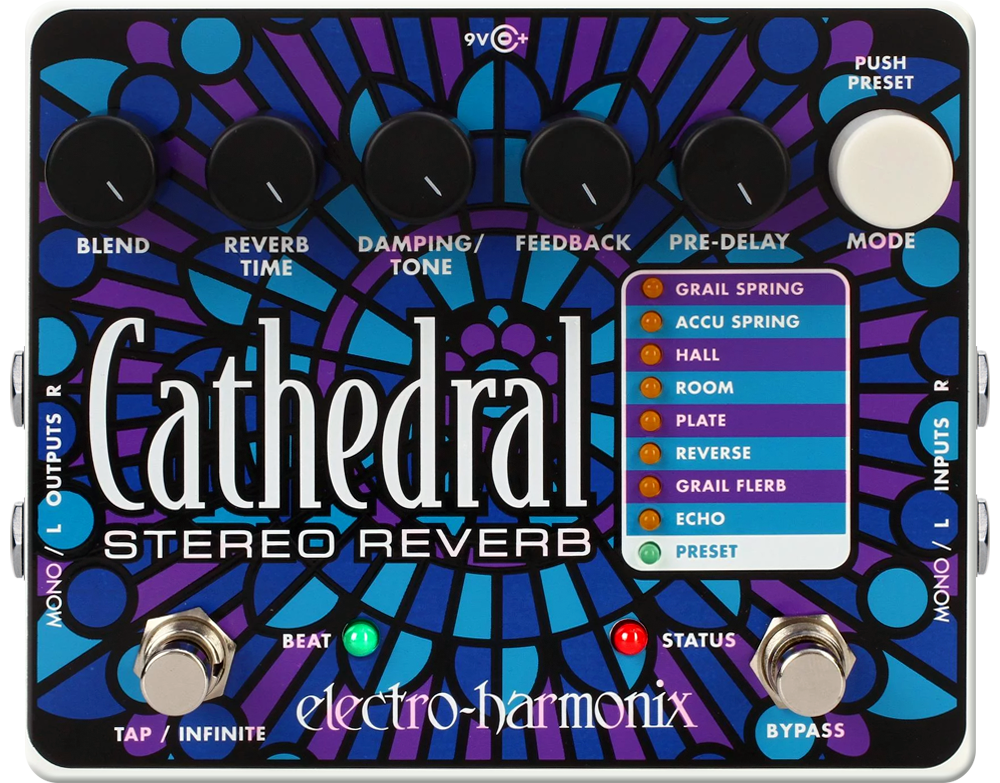 9V - +
PUSH
PRESET
BLEND
REVERB
TIME
DAMPING/
TONE
FEEDBACK
PRE-DELAY
MODE
GRAIL SPRING
ACCU SPRING
HALL
ROOM
PLATE
REVERSE
GRAIL FLERB
ECHO
PRESET
Cathedral
STEREO REVERB
MONO / L OUTPUTS R
MONO / L INPUTS R
BEAT
STATUS
electro-harmonix
TAP / INFINITE
BYPASS